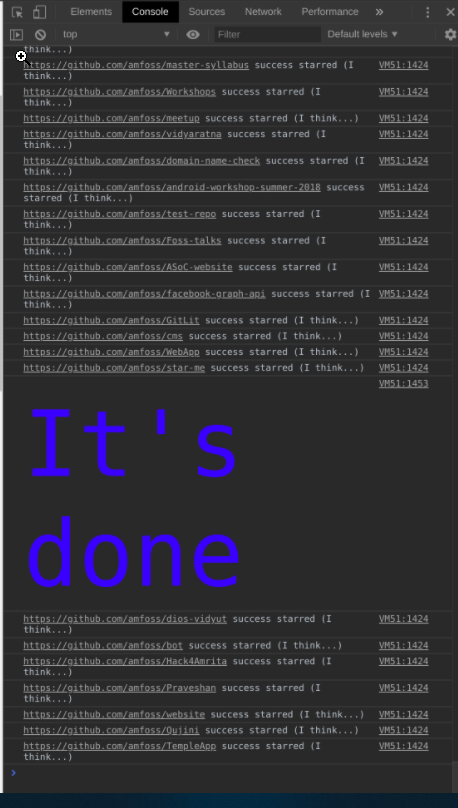 Elements Console Sources Network Performance »
top Filter Default levels
think...)
https://github.com/amfoss/master-syllabus success starred (I VM51:1424
think...)
https://github.com/amfoss/Workshops success starred (I VM51:1424
think...)
https://github.com/amfoss/meetup success starred (I think...) VM51:1424
https://github.com/amfoss/vidyaratna success starred (I VM51:1424
think...)
https://github.com/amfoss/domain-name-check success starred (I VM51:1424
think...)
https://github.com/amfoss/android-workshop-summer-2018 success VM51:1424
starred (I think...)
https://github.com/amfoss/test-repo success starred (I VM51:1424
think...)
https://github.com/amfoss/Foss-talks success starred (I VM51:1424
think...)
https://github.com/amfoss/ASoC-website success starred (I VM51:1424
think...)
https://github.com/amfoss/facebook-graph-api success starred (I VM51:1424
think...)
https://github.com/amfoss/GitLit success starred (I think...) VM51:1424
https://github.com/amfoss/cms success starred (I think...) VM51:1424
https://github.com/amfoss/WebApp success starred (I think...) VM51:1424
https://github.com/amfoss/star-me success starred (I think...) VM51:1424
VM51:1453
It's
done
https://github.com/amfoss/dios-vidyut success starred (I VM51:1424
think...)
https://github.com/amfoss/bot success starred (I think...) VM51:1424
https://github.com/amfoss/Hack4Amrita success starred (I VM51:1424
think...)
https://github.com/amfoss/Praveshan success starred (I VM51:1424
think...)
https://github.com/amfoss/website success starred (I think...) VM51:1424
https://github.com/amfoss/Qujini success starred (I think...) VM51:1424
https://github.com/amfoss/TempleApp success starred (I VM51:1424
think...)